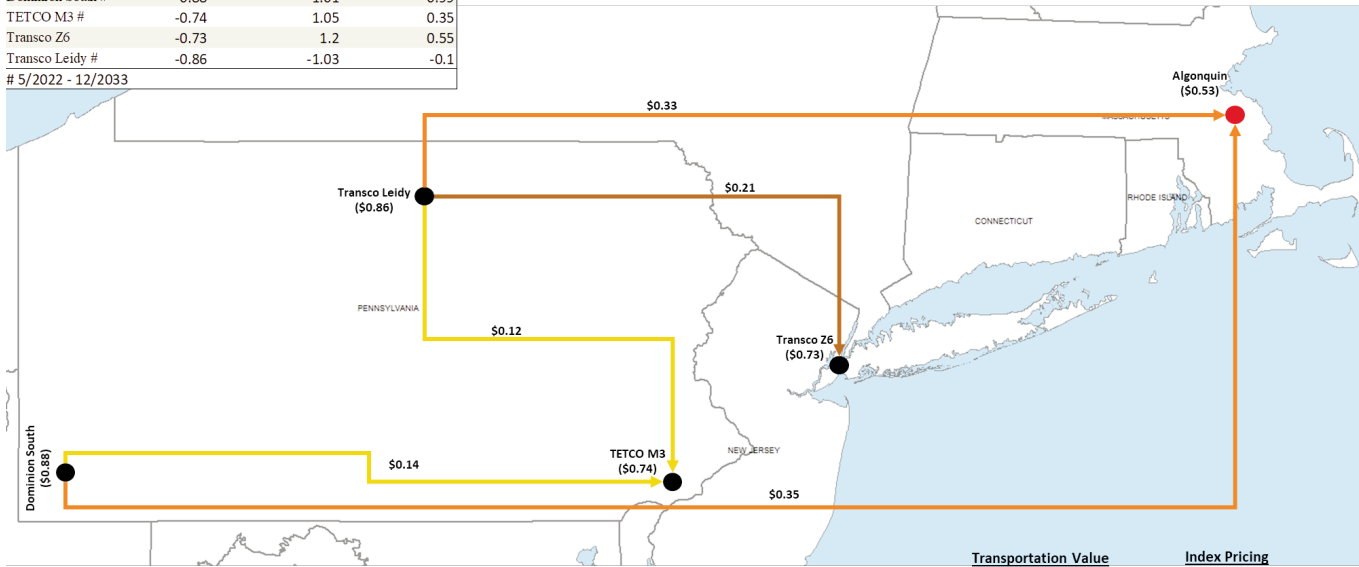 TETCO M3 # -0.74 1.05 0.35
Transco Z6 -0.73 1.2 0.55
Transco Leidy # -0.86 -1.03 -0.1
# 5/2022 - 12/2033
Algonquin
($0.53)
$0.33
MASSACHUSETTS
Transco Leidy
($0.86)
$0.21
RHODE ISLAND
CONNECTICUT
PENNSYLVANIA
$0.12
Transco Z6
($0.73)
Dominion South
($0.88)
$0.14
TETCO M3
($0.74)
NEW JERSEY
$0.35
Transportation Value
Index Pricing